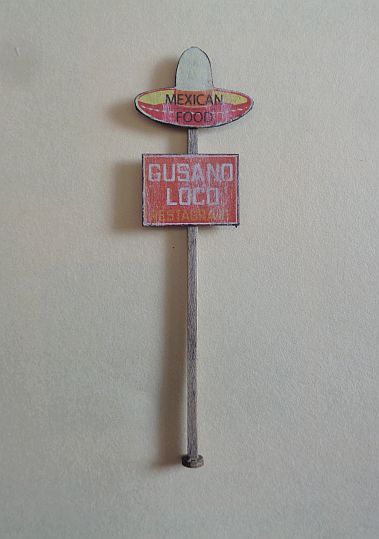 MEXICAN
FOOD
GUSANO
LOCO
RESTAURANT